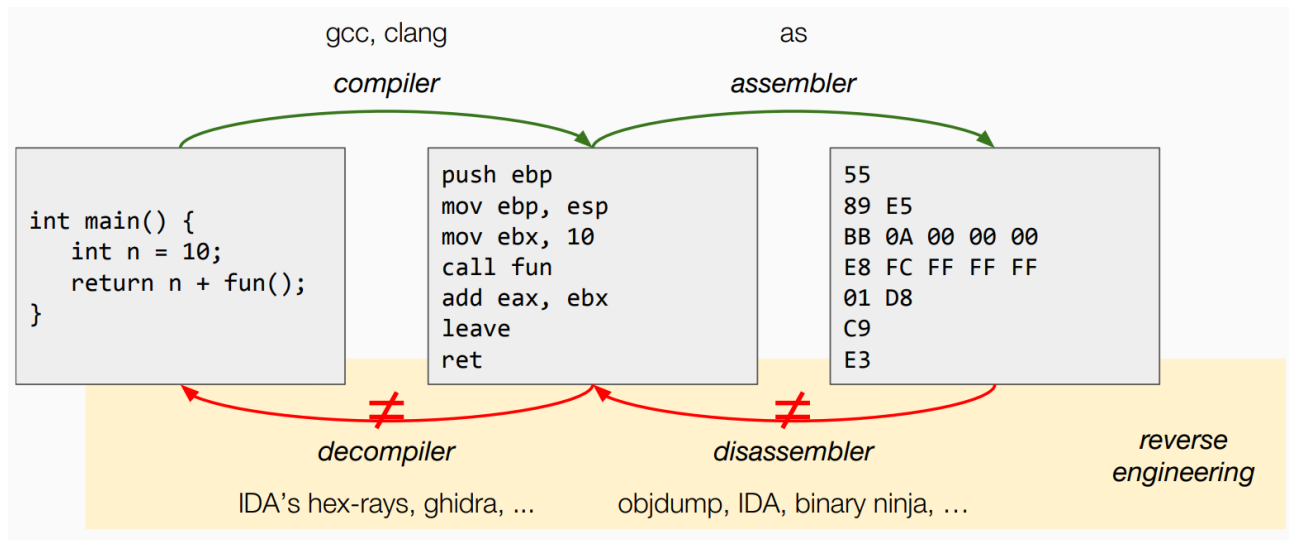 gcc, clang
as
compiler
assembler
int main() {
   int n = 10;
   return n + fun();
}
push ebp
mov ebp, esp
mov ebx, 10
call fun
add eax, ebx
leave
ret
55
89 E5
BB 0A 00 00 00
E8 FC FF FF FF
01 D8
C9
E3
≠
≠
decompiler
disassembler
reverse
engineering
IDA's hex-rays, ghidra, ...
objdump, IDA, binary ninja, …